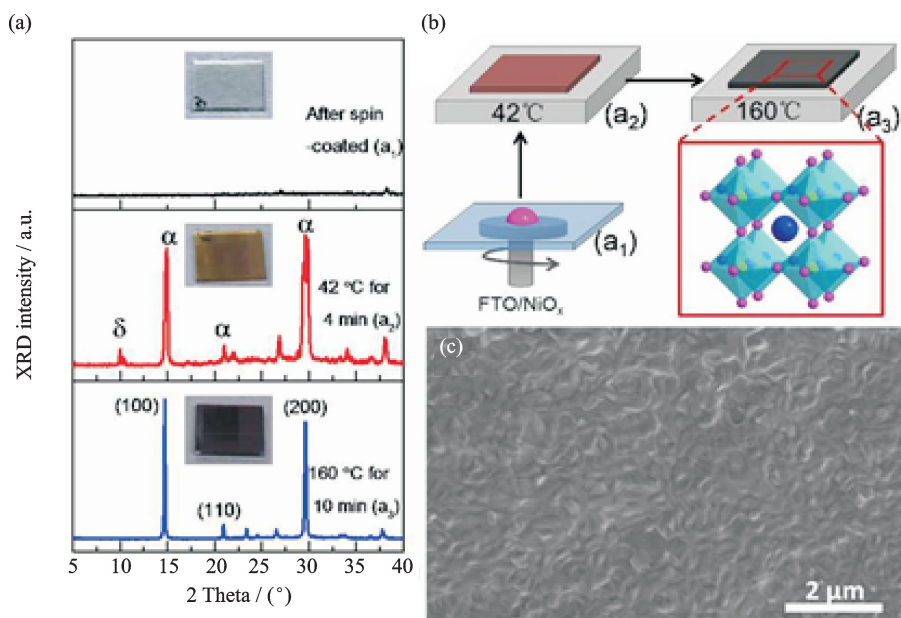 (a)
After spin
-coated (a₁)
α
α
δ
α
42 °C for
4 min (a₂)
(100)
(200)
(110)
160 °C for
10 min (a₃)
XRD intensity / a.u.
5 10 15 20 25 30 35 40
2 Theta / (°)
(b)
42℃
(a₂)
160℃
(a₃)
(a₁)
FTO/NiOₓ
(c)
2 μm